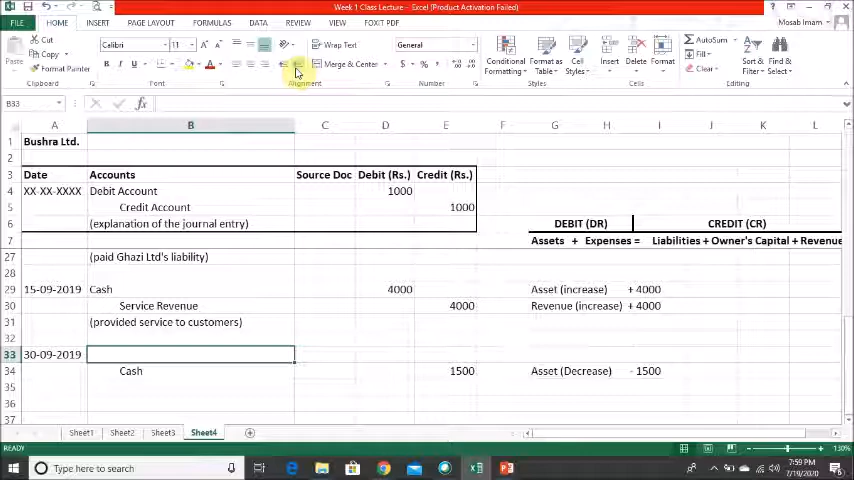 Week 1 Class Lecture - Excel (Product Activation Failed)
FILE HOME INSERT PAGE LAYOUT FORMULAS DATA REVIEW VIEW FOXIT PDF Mosab Imam
Cut
Copy
Format Painter
Paste
Clipboard
Calibri 11
B I U
Font
Wrap Text
Merge & Center
Alignment
General
$ % ,
Number
Conditional Formatting
Format as Table
Cell Styles
Styles
Insert Delete Format
Cells
AutoSum
Fill
Clear
Sort & Filter
Find & Select
Editing
B33 fx
A B C D E F G H I J K L
1 Bushra Ltd.
2
3 Date Accounts Source Doc Debit (Rs.) Credit (Rs.)
4 XX-XX-XXXX Debit Account 1000
5 Credit Account 1000
6 (explanation of the journal entry) DEBIT (DR) CREDIT (CR)
7 Assets + Expenses = Liabilities + Owner's Capital + Revenue
27 (paid Ghazi Ltd's liability)
28
29 15-09-2019 Cash 4000 Asset (increase) + 4000
30 Service Revenue 4000 Revenue (increase) + 4000
31 (provided service to customers)
32
33 30-09-2019
34 Cash 1500 Asset (Decrease) - 1500
35
36
37
Sheet1 Sheet2 Sheet3 Sheet4
READY 130%
Type here to search
7:59 PM
7/19/2020